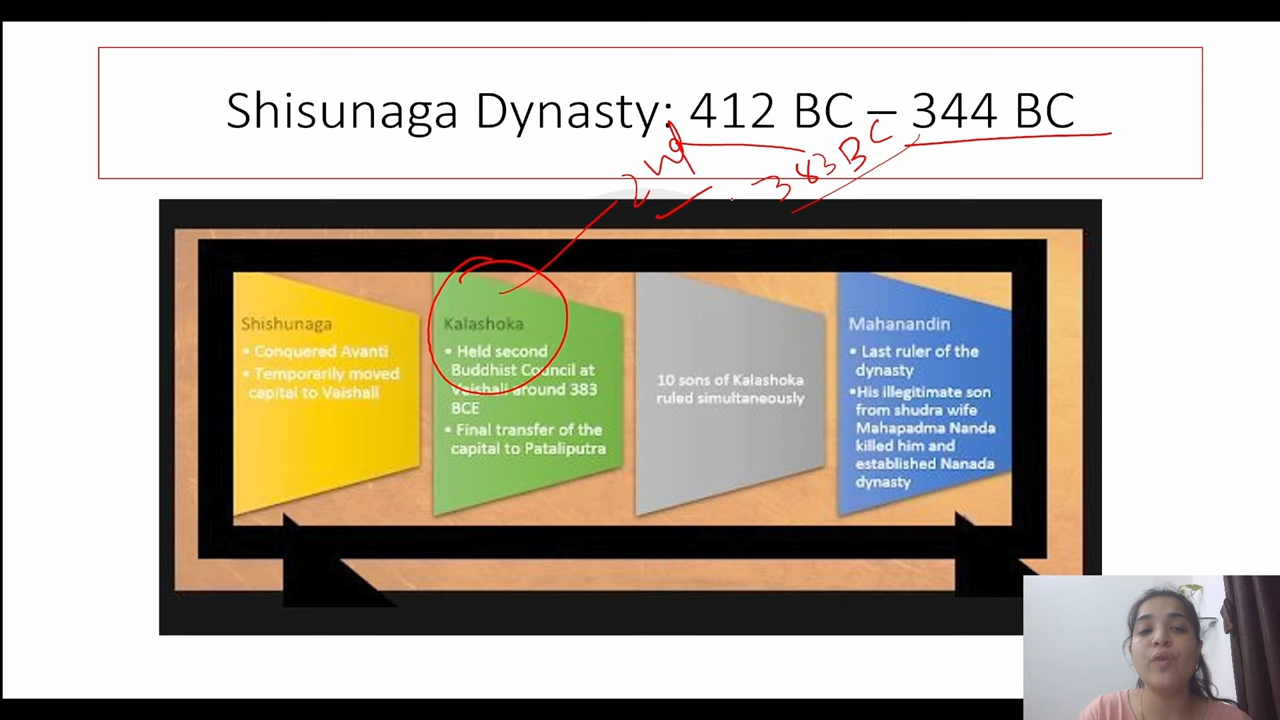 Shisunaga Dynasty: 412 BC – 344 BC
2nd
383 BC
Shishunaga
• Conquered Avanti
• Temporarily moved
capital to Vaishali
Kalashoka
• Held second
Buddhist Council at
Vaishali around 383
BCE
• Final transfer of the
capital to Pataliputra
10 sons of Kalashoka
ruled simultaneously
Mahanandin
• Last ruler of the
dynasty
•His illegitimate son
from shudra wife
Mahapadma Nanda
killed him and
established Nanada
dynasty